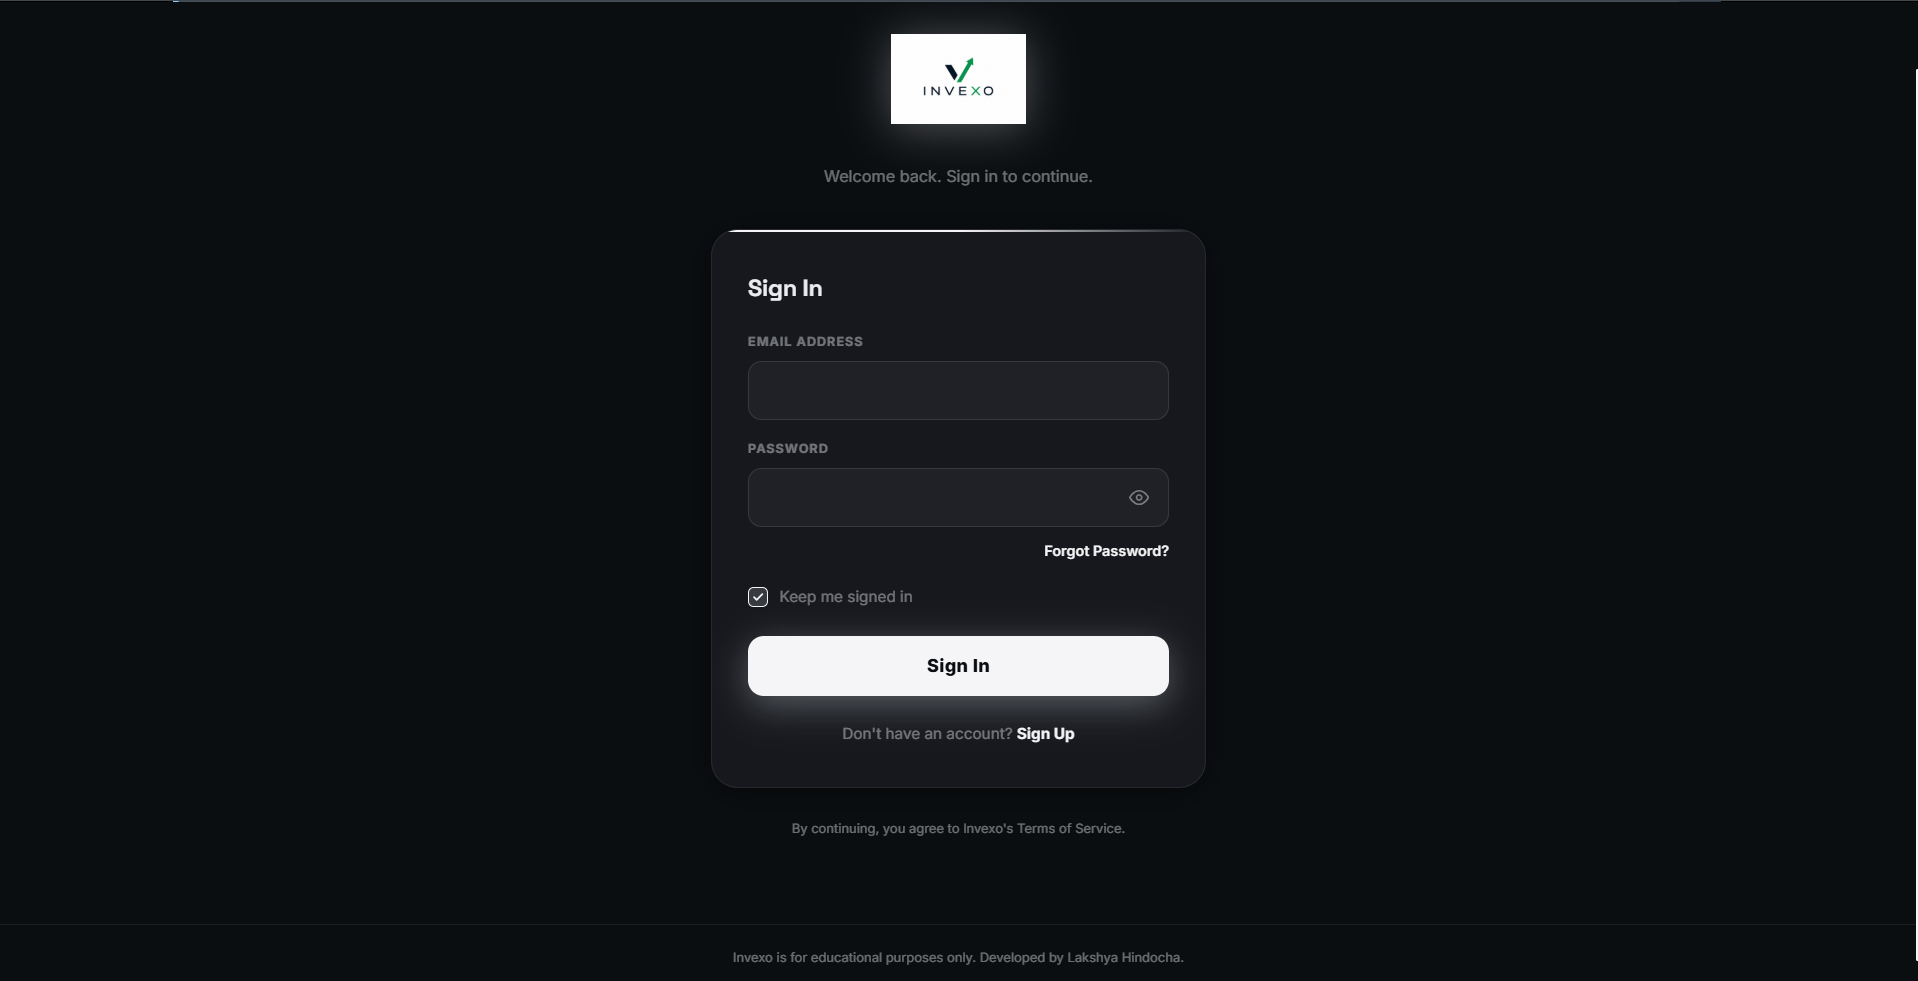 INVEXO
Welcome back. Sign in to continue.
Sign In
EMAIL ADDRESS
PASSWORD
Forgot Password?
Keep me signed in
Sign In
Don't have an account? Sign Up
By continuing, you agree to Invexo's Terms of Service.
Invexo is for educational purposes only. Developed by Lakshya Hindocha.